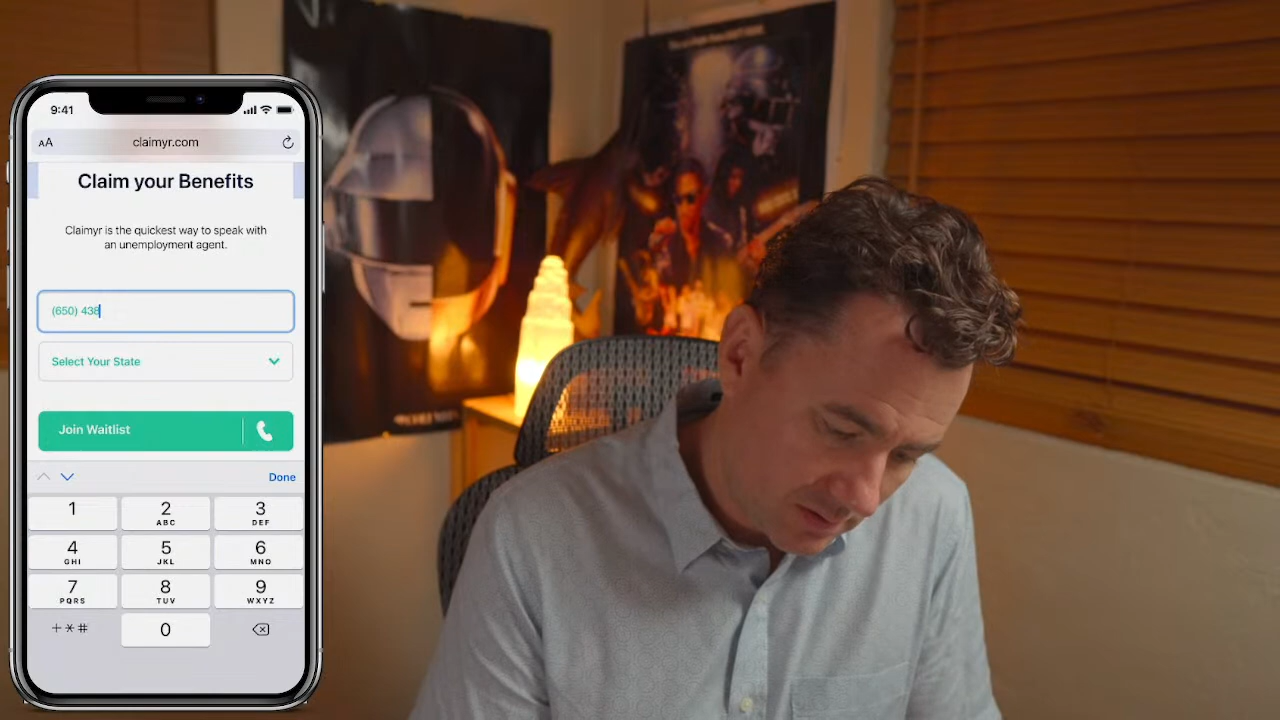 9:41
AA
claimyr.com
Claim your Benefits
Claimyr is the quickest way to speak with
an unemployment agent.
(650) 438
Select Your State
Join Waitlist
Done
1
2
ABC
3
DEF
4
GHI
5
JKL
6
MNO
7
PQRS
8
TUV
9
WXYZ
+*#
0